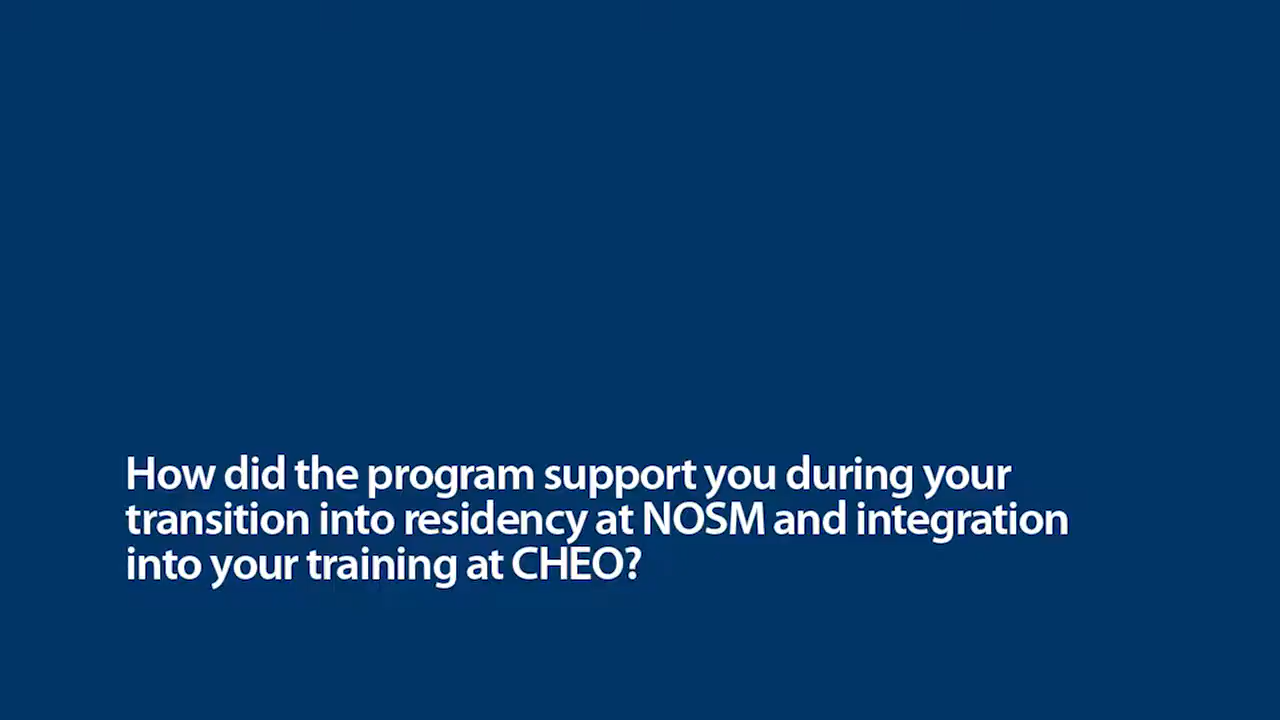 How did the program support you during your
transition into residency at NOSM and integration
into your training at CHEO?